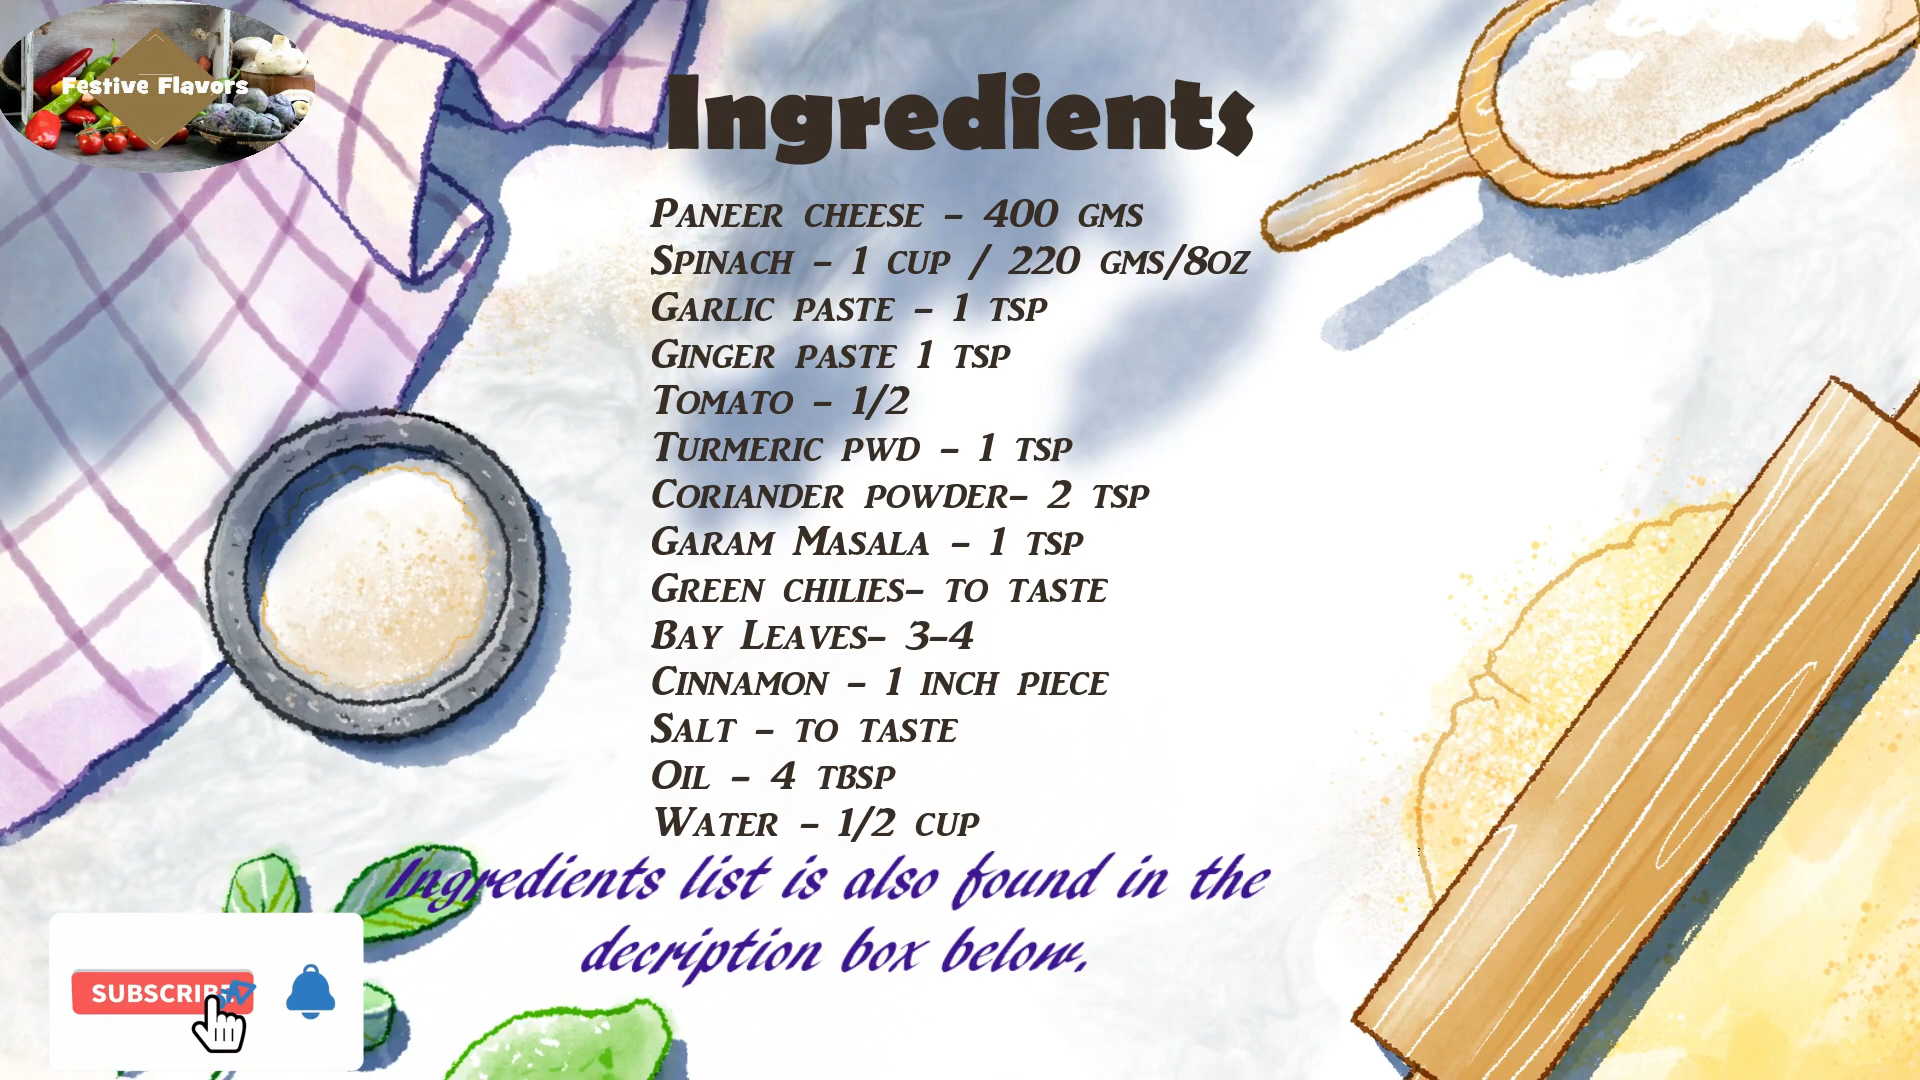 Festive Flavors
Ingredients
Paneer cheese - 400 gms
Spinach - 1 cup / 220 gms/8oz
Garlic paste - 1 tsp
Ginger paste 1 tsp
Tomato - 1/2
Turmeric pwd - 1 tsp
Coriander powder- 2 tsp
Garam Masala - 1 tsp
Green chilies- to taste
Bay Leaves- 3-4
Cinnamon - 1 inch piece
Salt - to taste
Oil - 4 tbsp
Water - 1/2 cup
Ingredients list is also found in the
decription box below.
SUBSCRIBE